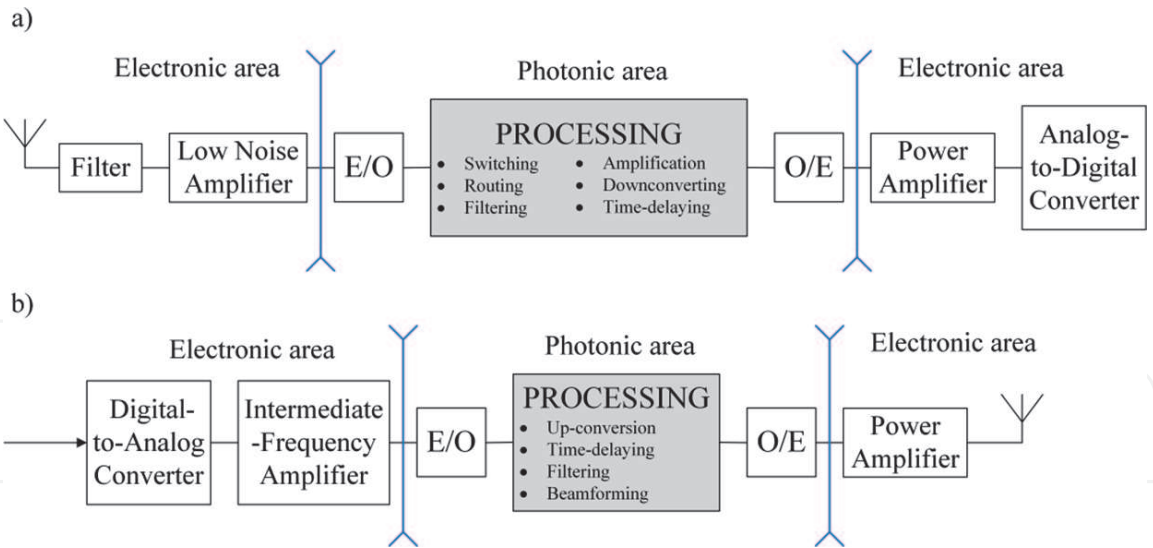 a)
Electronic area
Photonic area
Electronic area
Filter
Low Noise
Amplifier
E/O
PROCESSING
• Switching
• Routing
• Filtering
• Amplification
• Downconverting
• Time-delaying
O/E
Power
Amplifier
Analog-
to-Digital
Converter
b)
Electronic area
Photonic area
Electronic area
Digital-
to-Analog
Converter
Intermediate
-Frequency
Amplifier
E/O
PROCESSING
• Up-conversion
• Time-delaying
• Filtering
• Beamforming
O/E
Power
Amplifier